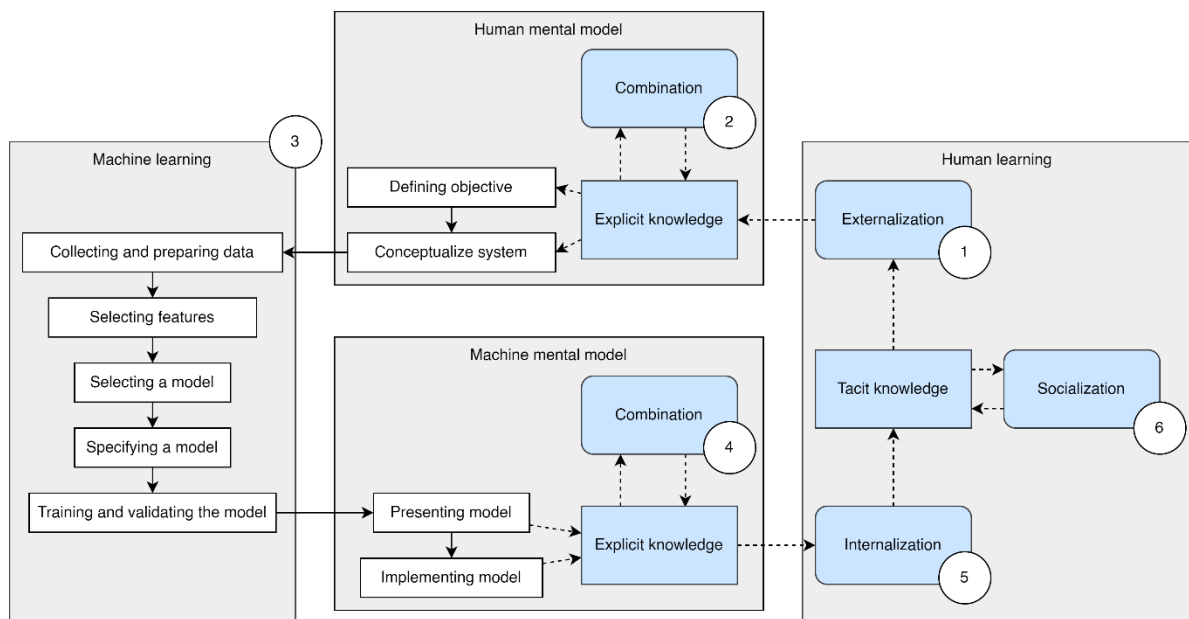 Human mental model
Combination
2
Defining objective
Explicit knowledge
Conceptualize system
3
Machine learning
Collecting and preparing data
Selecting features
Selecting a model
Specifying a model
Training and validating the model
Machine mental model
Combination
4
Presenting model
Explicit knowledge
Implementing model
Human learning
Externalization
1
Tacit knowledge
Socialization
6
Internalization
5